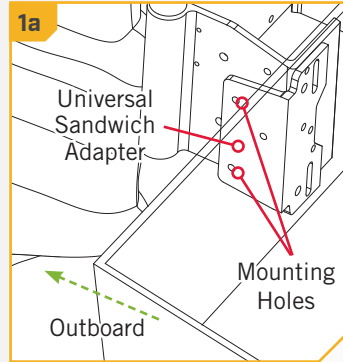 1a
Universal
Sandwich
Adapter
Mounting
Holes
Outboard